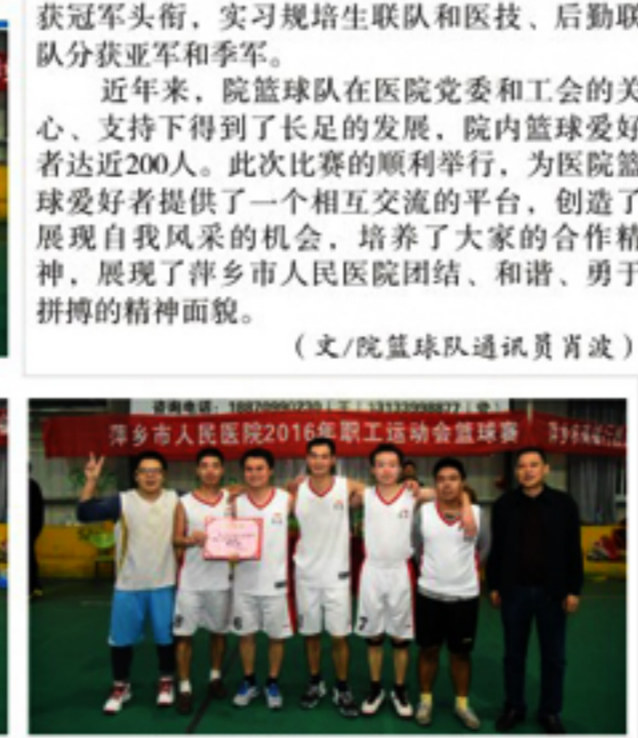 获冠军头衔，实习规培生联队和医技、后勤联
队分获亚军和季军。
近年来，院篮球队在医院党委和工会的关
心、支持下得到了长足的发展，院内篮球爱好
者达近200人。此次比赛的顺利举行，为医院篮
球爱好者提供了一个相互交流的平台，创造了
展现自我风采的机会，培养了大家的合作精
神，展现了萍乡市人民医院团结、和谐、勇于
拼搏的精神面貌。
（文/院篮球队通讯员肖波）
咨询电话：
萍乡市人民医院2016年职工运动会篮球赛
6
7